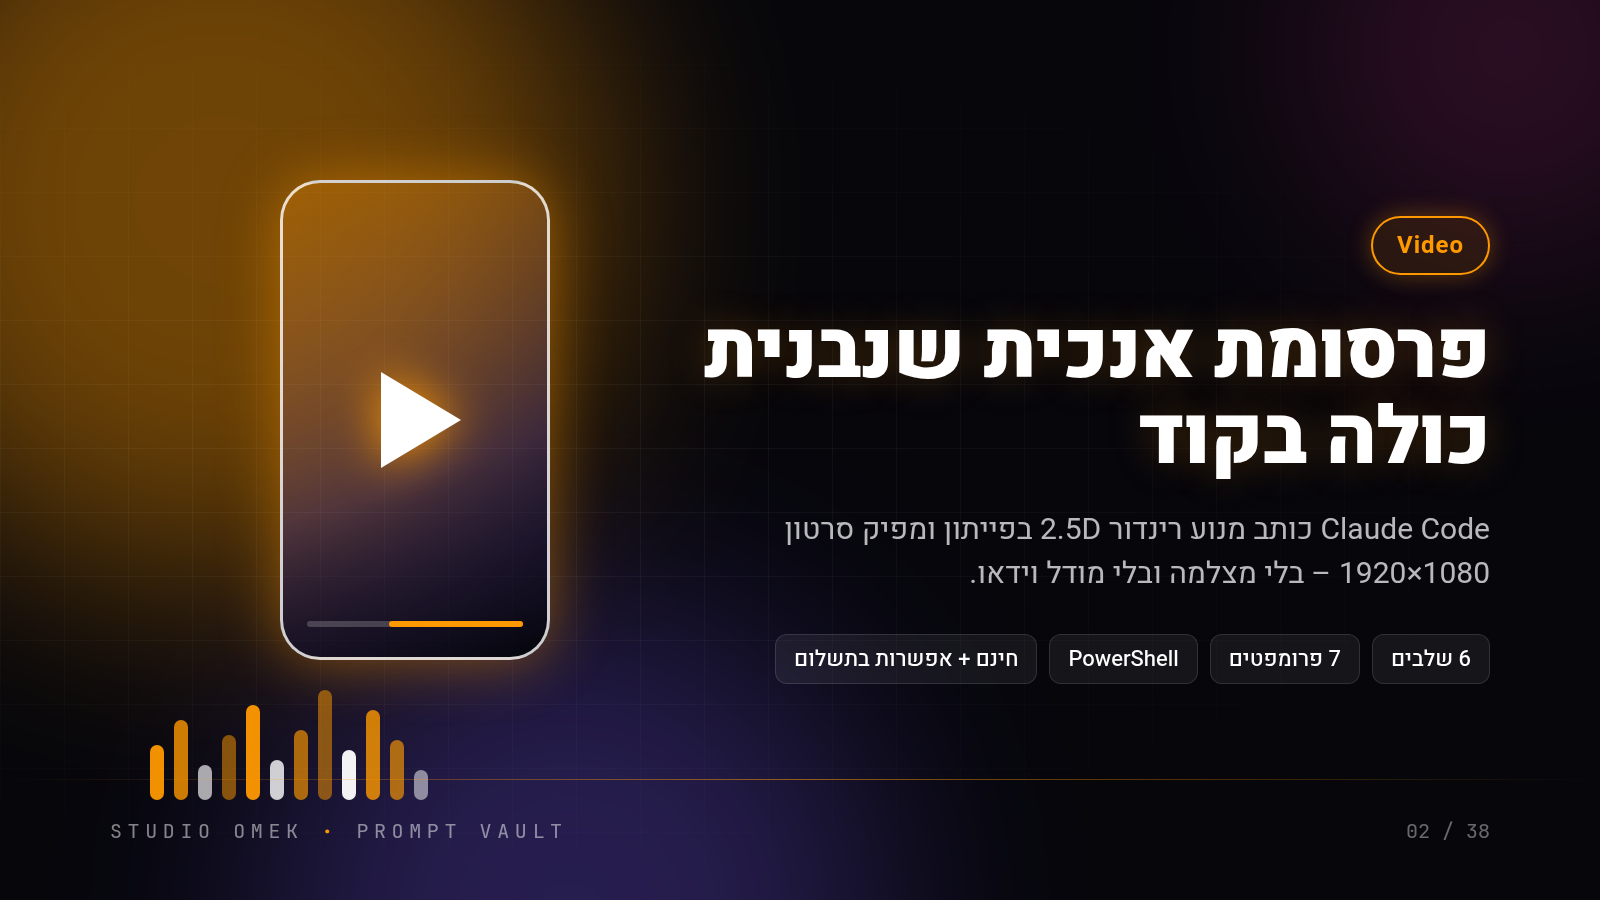 Video
פרסומת אנכית שנבנית
כולה בקוד
Claude Code כותב מנוע רינדור 2.5D בפייתון ומפיק סרטון
1920×1080 – בלי מצלמה ובלי מודל וידאו.
6 שלבים
7 פרומפטים
PowerShell
חינם + אפשרות בתשלום
STUDIO OMEK · PROMPT VAULT
02 / 38